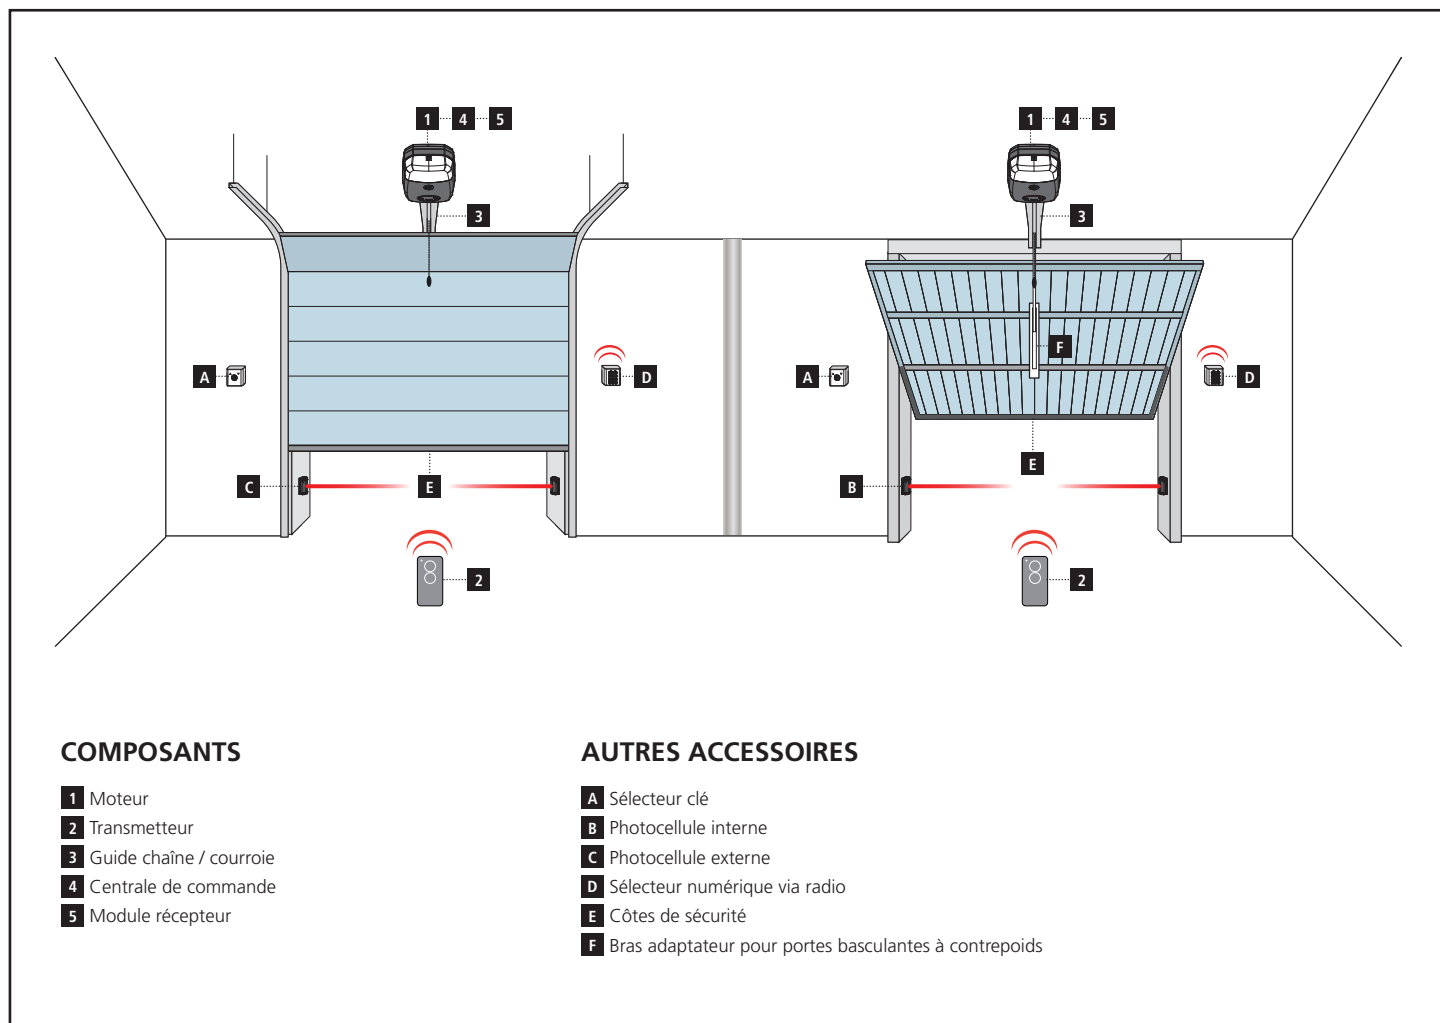 1 4 5
1 4 5
3
3
F
A
D
A
D
E
C
E
B
2
2
COMPOSANTS
1 Moteur
2 Transmetteur
3 Guide chaîne / courroie
4 Centrale de commande
5 Module récepteur
AUTRES ACCESSOIRES
A Sélecteur clé
B Photocellule interne
C Photocellule externe
D Sélecteur numérique via radio
E Côtes de sécurité
F Bras adaptateur pour portes basculantes à contrepoids